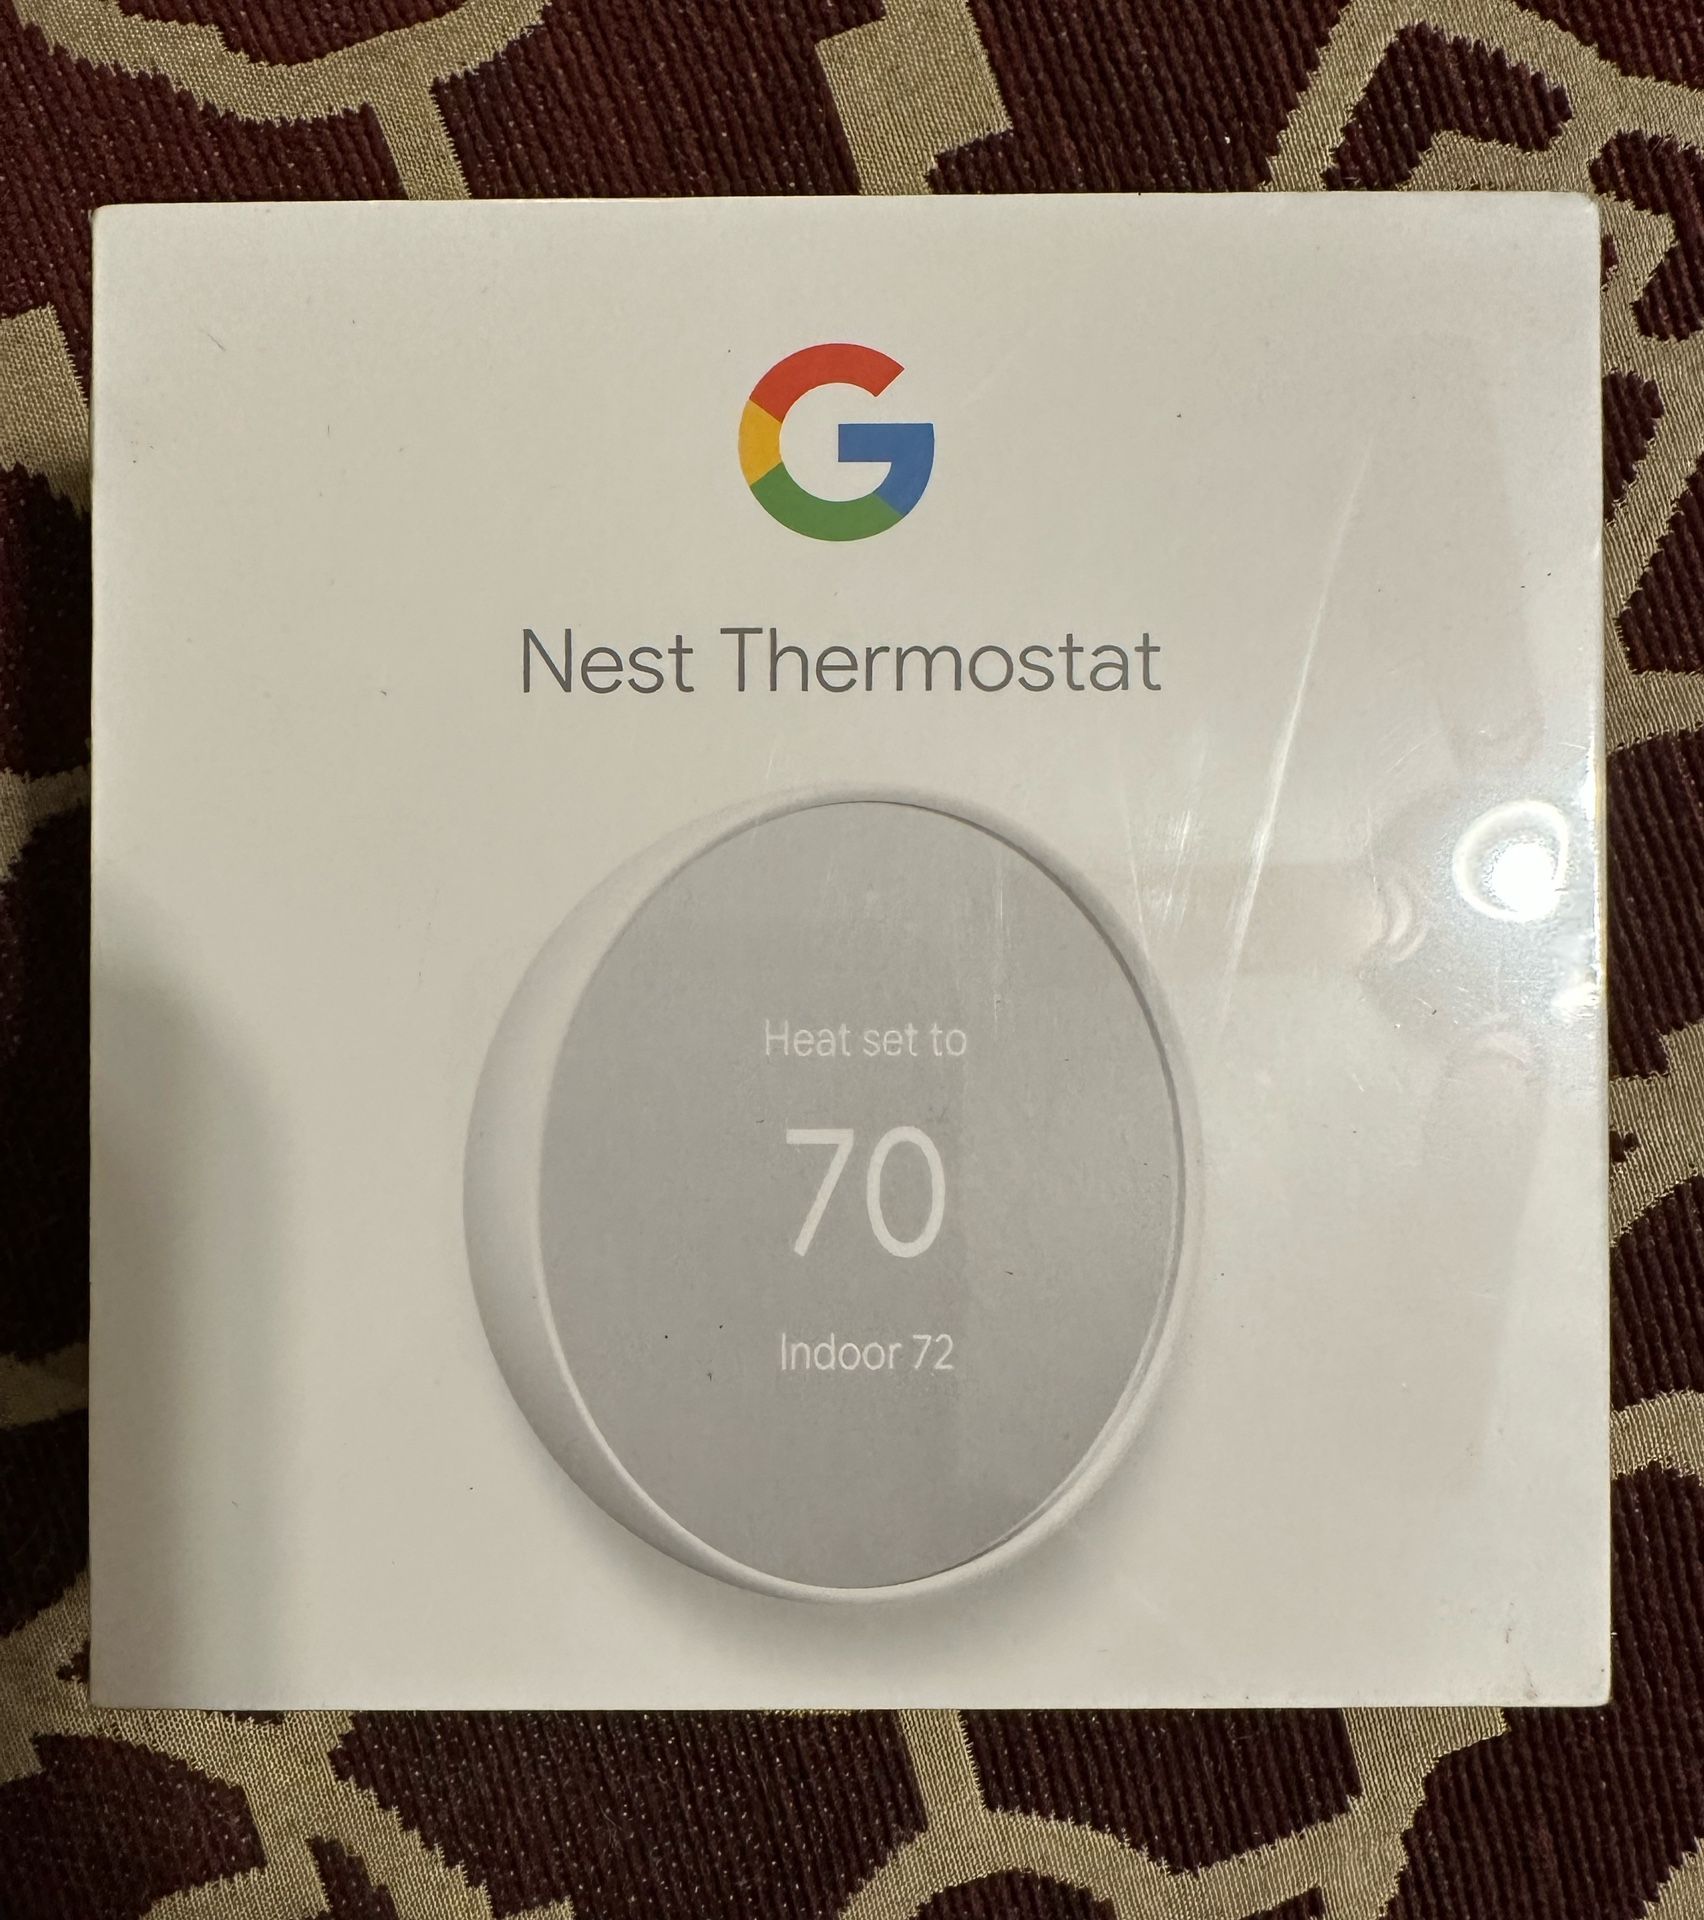 G
Nest Thermostat
Heat set to
70
Indoor 72